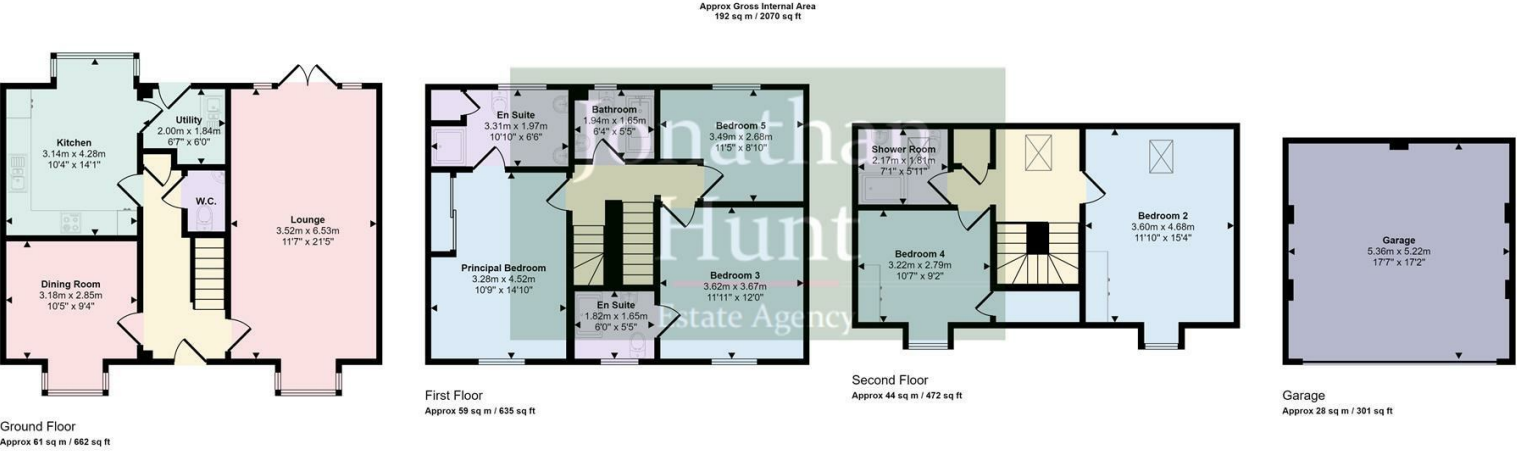 Approx Gross Internal Area
192 sq m / 2070 sq ft
Kitchen
3.14m x 4.28m
10'4" x 14'1"
Utility
2.00m x 1.84m
6'7" x 6'0"
W.C.
Lounge
3.52m x 6.53m
11'7" x 21'5"
Dining Room
3.18m x 2.85m
10'5" x 9'4"
Ground Floor
Approx 61 sq m / 662 sq ft
En Suite
3.31m x 1.97m
10'10" x 6'6"
Bathroom
1.94m x 1.65m
6'4" x 5'5"
Bedroom 5
3.49m x 2.68m
11'5" x 8'10"
Principal Bedroom
3.28m x 4.52m
10'9" x 14'10"
Bedroom 3
3.62m x 3.67m
11'11" x 12'0"
En Suite
1.82m x 1.65m
6'0" x 5'5"
First Floor
Approx 59 sq m / 635 sq ft
Jonathan
Hunt
Estate Agency
Shower Room
2.17m x 1.81m
7'1" x 5'11"
Bedroom 2
3.60m x 4.68m
11'10" x 15'4"
Bedroom 4
3.22m x 2.79m
10'7" x 9'2"
Second Floor
Approx 44 sq m / 472 sq ft
Garage
5.36m x 5.22m
17'7" x 17'2"
Garage
Approx 28 sq m / 301 sq ft